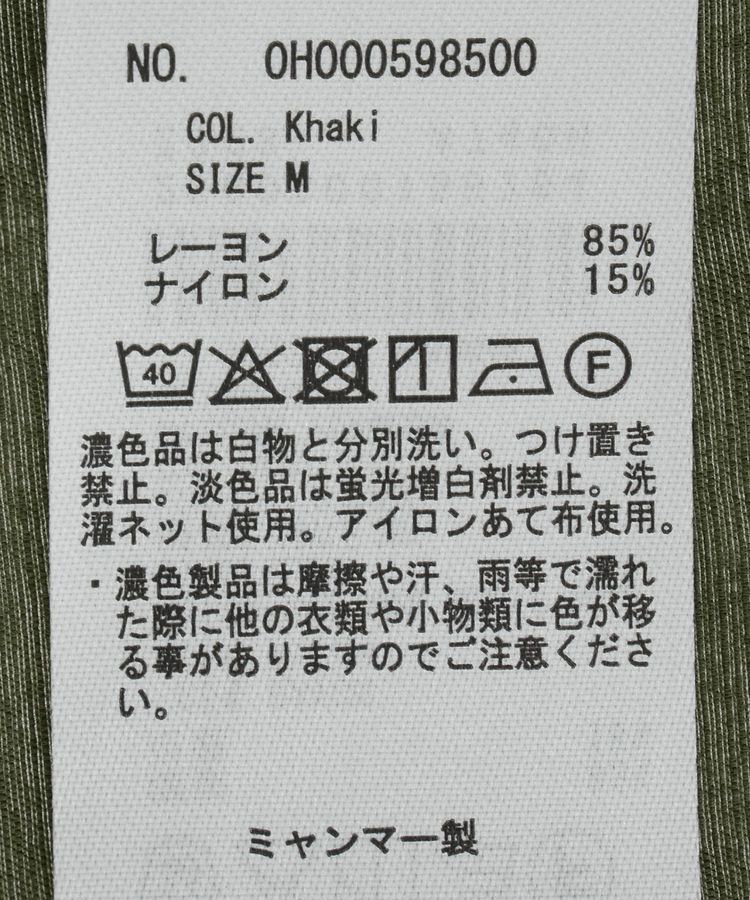 NO. 0H000598500
COL. Khaki
SIZE M
レーヨン 85%
ナイロン 15%
40 F
濃色品は白物と分別洗い。つけ置き
禁止。淡色品は蛍光増白剤禁止。洗
濯ネット使用。アイロンあて布使用。
・濃色製品は摩擦や汗、雨等で濡れ
た際に他の衣類や小物類に色が移
る事がありますのでご注意くださ
い。
ミャンマー製